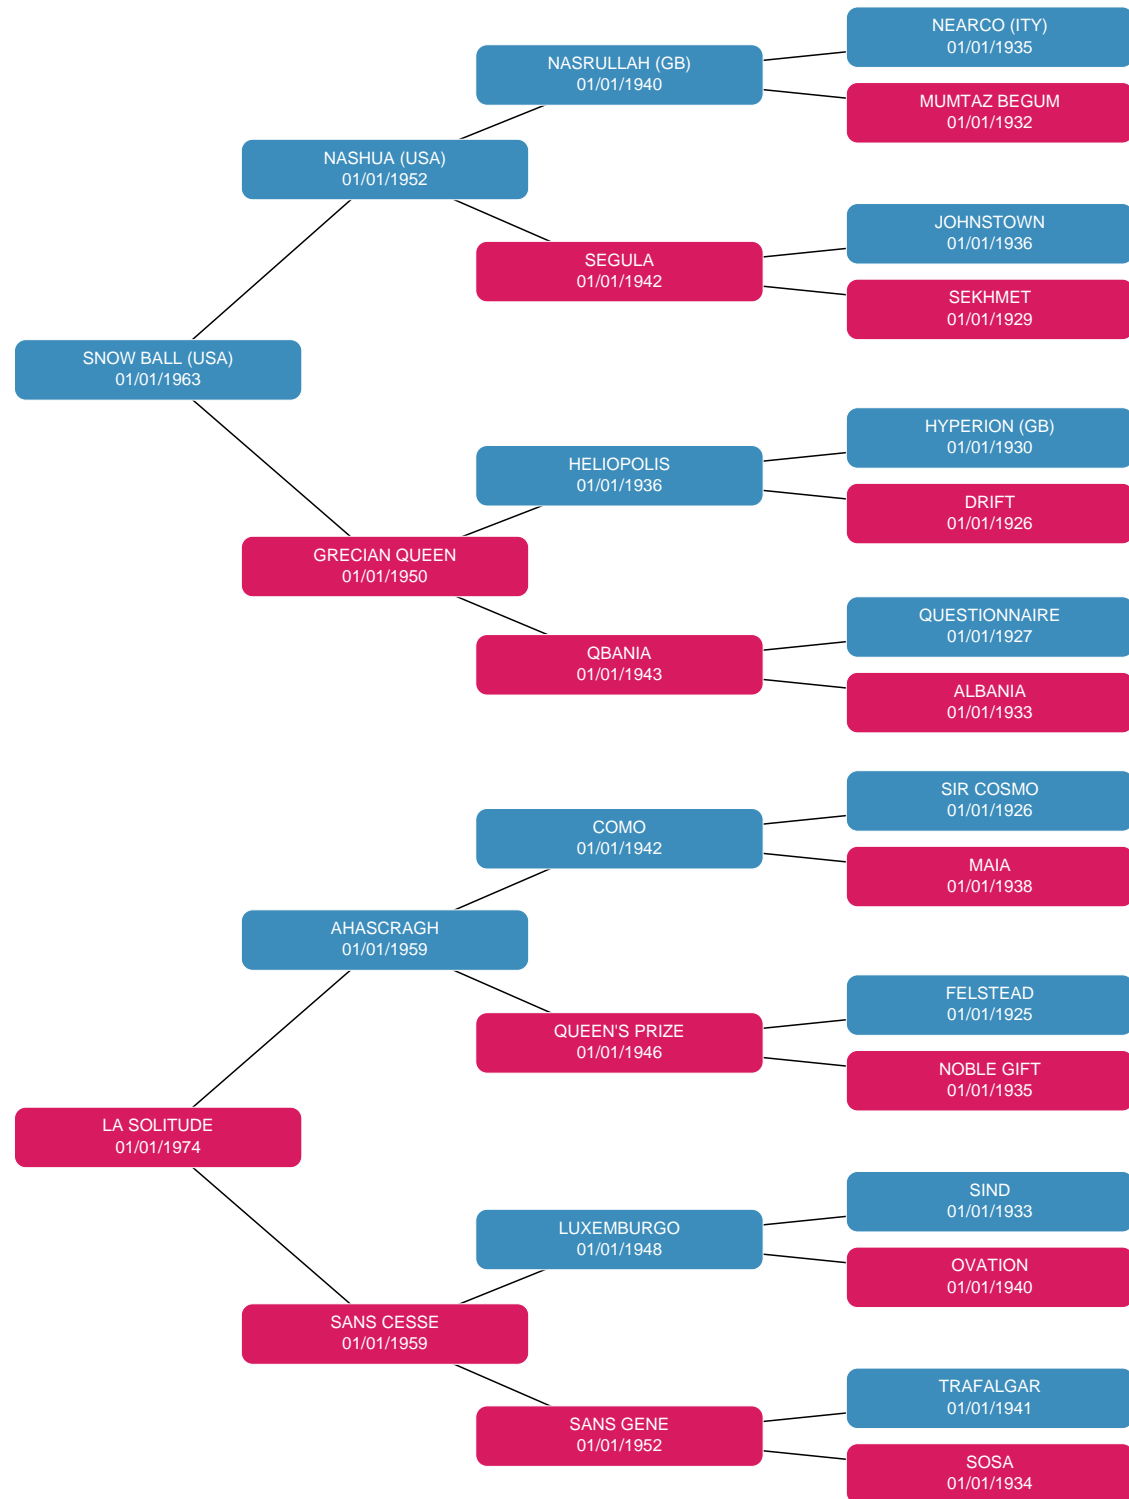 NEARCO (ITY)
01/01/1935
NASRULLAH (GB)
01/01/1940
MUMTAZ BEGUM
01/01/1932
NASHUA (USA)
01/01/1952
JOHNSTOWN
01/01/1936
SEGULA
01/01/1942
SEKHMET
01/01/1929
SNOW BALL (USA)
01/01/1963
HYPERION (GB)
01/01/1930
HELIOPOLIS
01/01/1936
DRIFT
01/01/1926
GRECIAN QUEEN
01/01/1950
QUESTIONNAIRE
01/01/1927
QBANIA
01/01/1943
ALBANIA
01/01/1933
SIR COSMO
01/01/1926
COMO
01/01/1942
MAIA
01/01/1938
AHASCRAGH
01/01/1959
FELSTEAD
01/01/1925
QUEEN'S PRIZE
01/01/1946
NOBLE GIFT
01/01/1935
LA SOLITUDE
01/01/1974
SIND
01/01/1933
LUXEMBURGO
01/01/1948
OVATION
01/01/1940
SANS CESSE
01/01/1959
TRAFALGAR
01/01/1941
SANS GENE
01/01/1952
SOSA
01/01/1934